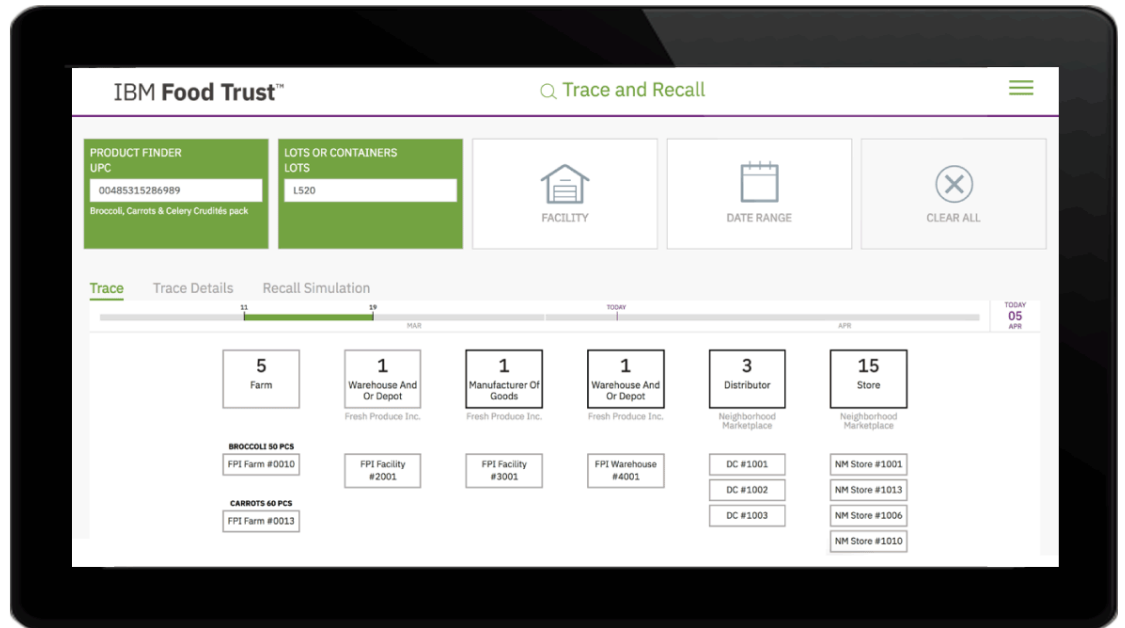 IBM Food Trust™
Trace and Recall
PRODUCT FINDER
UPC
00485315286989
Broccoli, Carrots & Celery Crudités pack
LOTS OR CONTAINERS
LOTS
L520
FACILITY
DATE RANGE
CLEAR ALL
Trace Trace Details Recall Simulation
11 19 TODAY
MAR APR
TODAY
05
APR
5
Farm
1
Warehouse And
Or Depot
Fresh Produce Inc.
1
Manufacturer Of
Goods
Fresh Produce Inc.
1
Warehouse And
Or Depot
Fresh Produce Inc.
3
Distributor
Neighborhood
Marketplace
15
Store
Neighborhood
Marketplace
BROCCOLI 50 PCS
FPI Farm #0010
CARROTS 60 PCS
FPI Farm #0013
FPI Facility
#2001
FPI Facility
#3001
FPI Warehouse
#4001
DC #1001
DC #1002
DC #1003
NM Store #1001
NM Store #1013
NM Store #1006
NM Store #1010